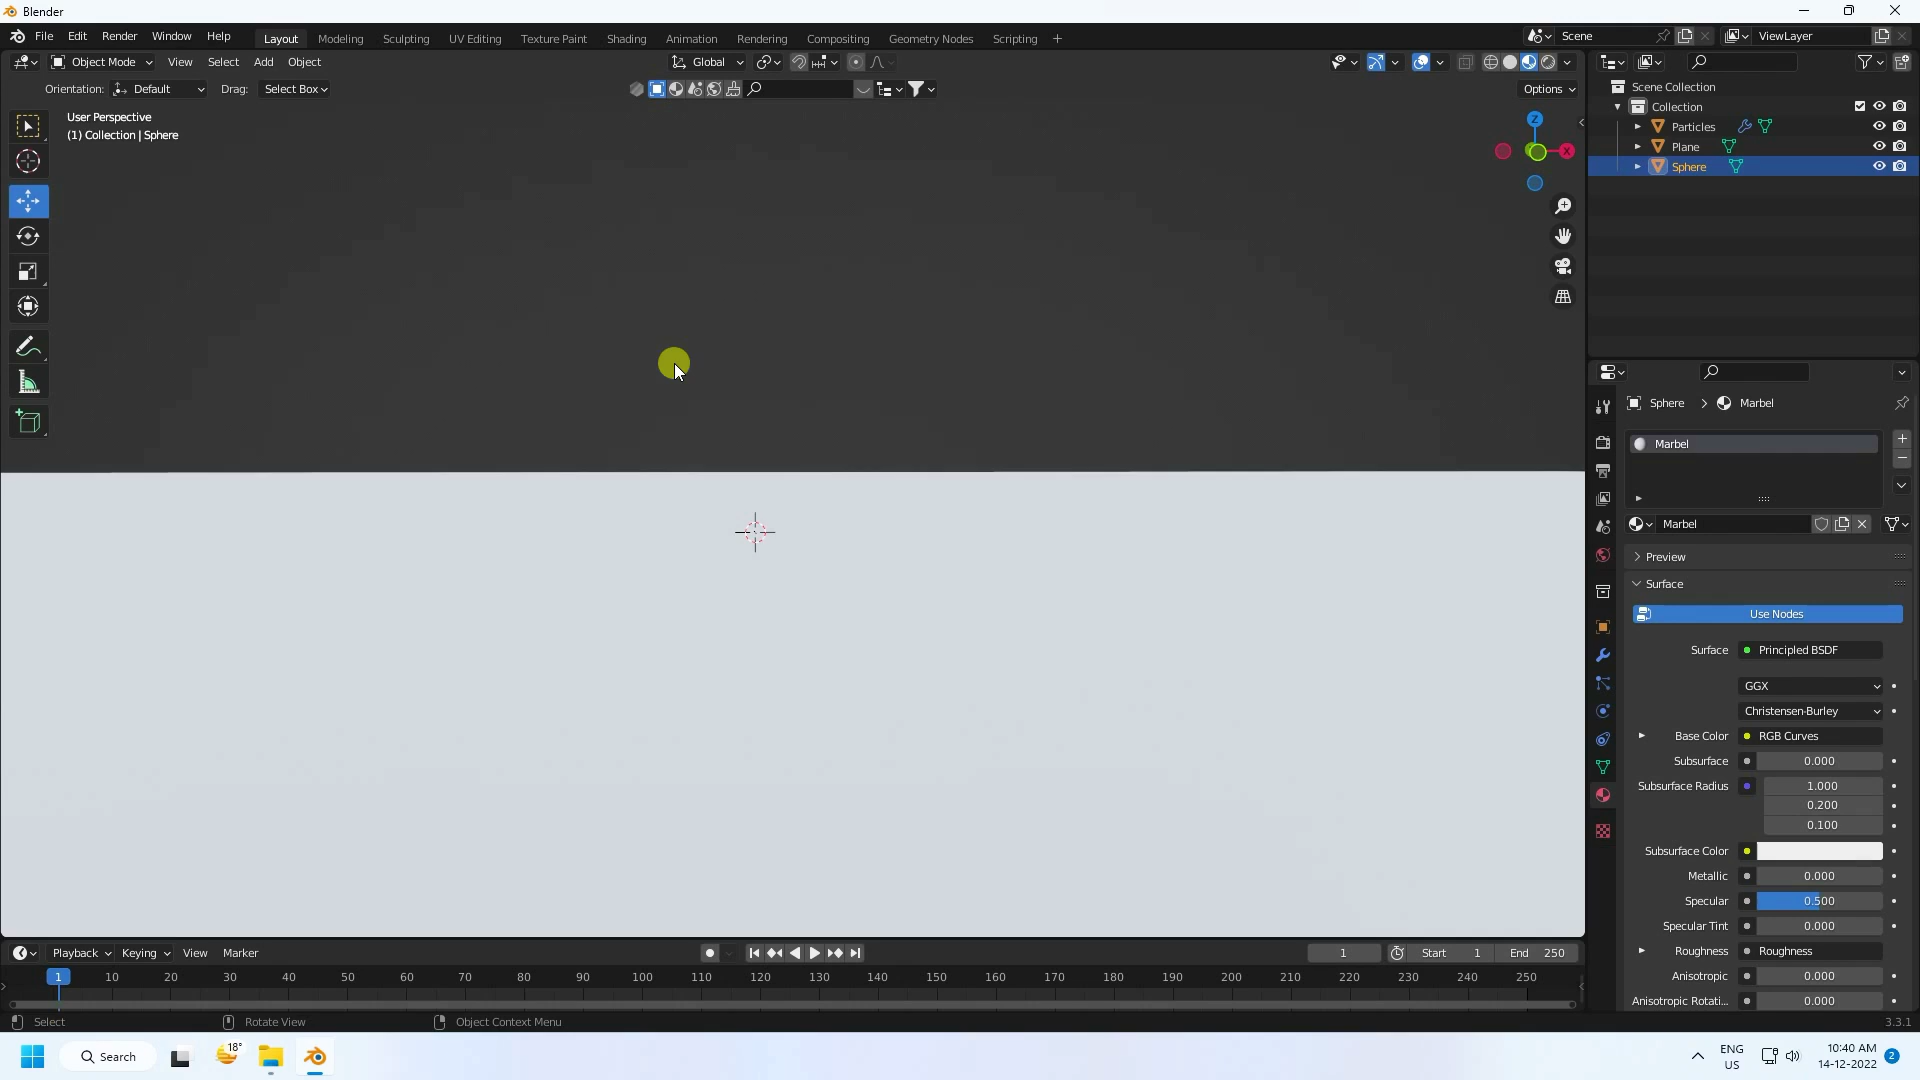 Blender
File Edit Render Window Help
Layout Modeling Sculpting UV Editing Texture Paint Shading Animation Rendering Compositing Geometry Nodes Scripting +
Scene
ViewLayer
Object Mode View Select Add Object
Global
Orientation: Default Drag: Select Box
Options
User Perspective
(1) Collection | Sphere
Z
X
Scene Collection
Collection
Particles
Plane
Sphere
Sphere > Marbel
Marbel
Marbel
Preview
Surface
Use Nodes
Surface Principled BSDF
GGX
Christensen-Burley
Base Color RGB Curves
Subsurface 0.000
Subsurface Radius 1.000
0.200
0.100
Subsurface Color
Metallic 0.000
Specular 0.500
Specular Tint 0.000
Roughness Roughness
Anisotropic 0.000
Anisotropic Rotati... 0.000
Playback Keying View Marker
1 Start 1 End 250
1 10 20 30 40 50 60 70 80 90 100 110 120 130 140 150 160 170 180 190 200 210 220 230 240 250
Select Rotate View Object Context Menu
3.3.1
18°
Search
ENG
US
10:40 AM
14-12-2022
2